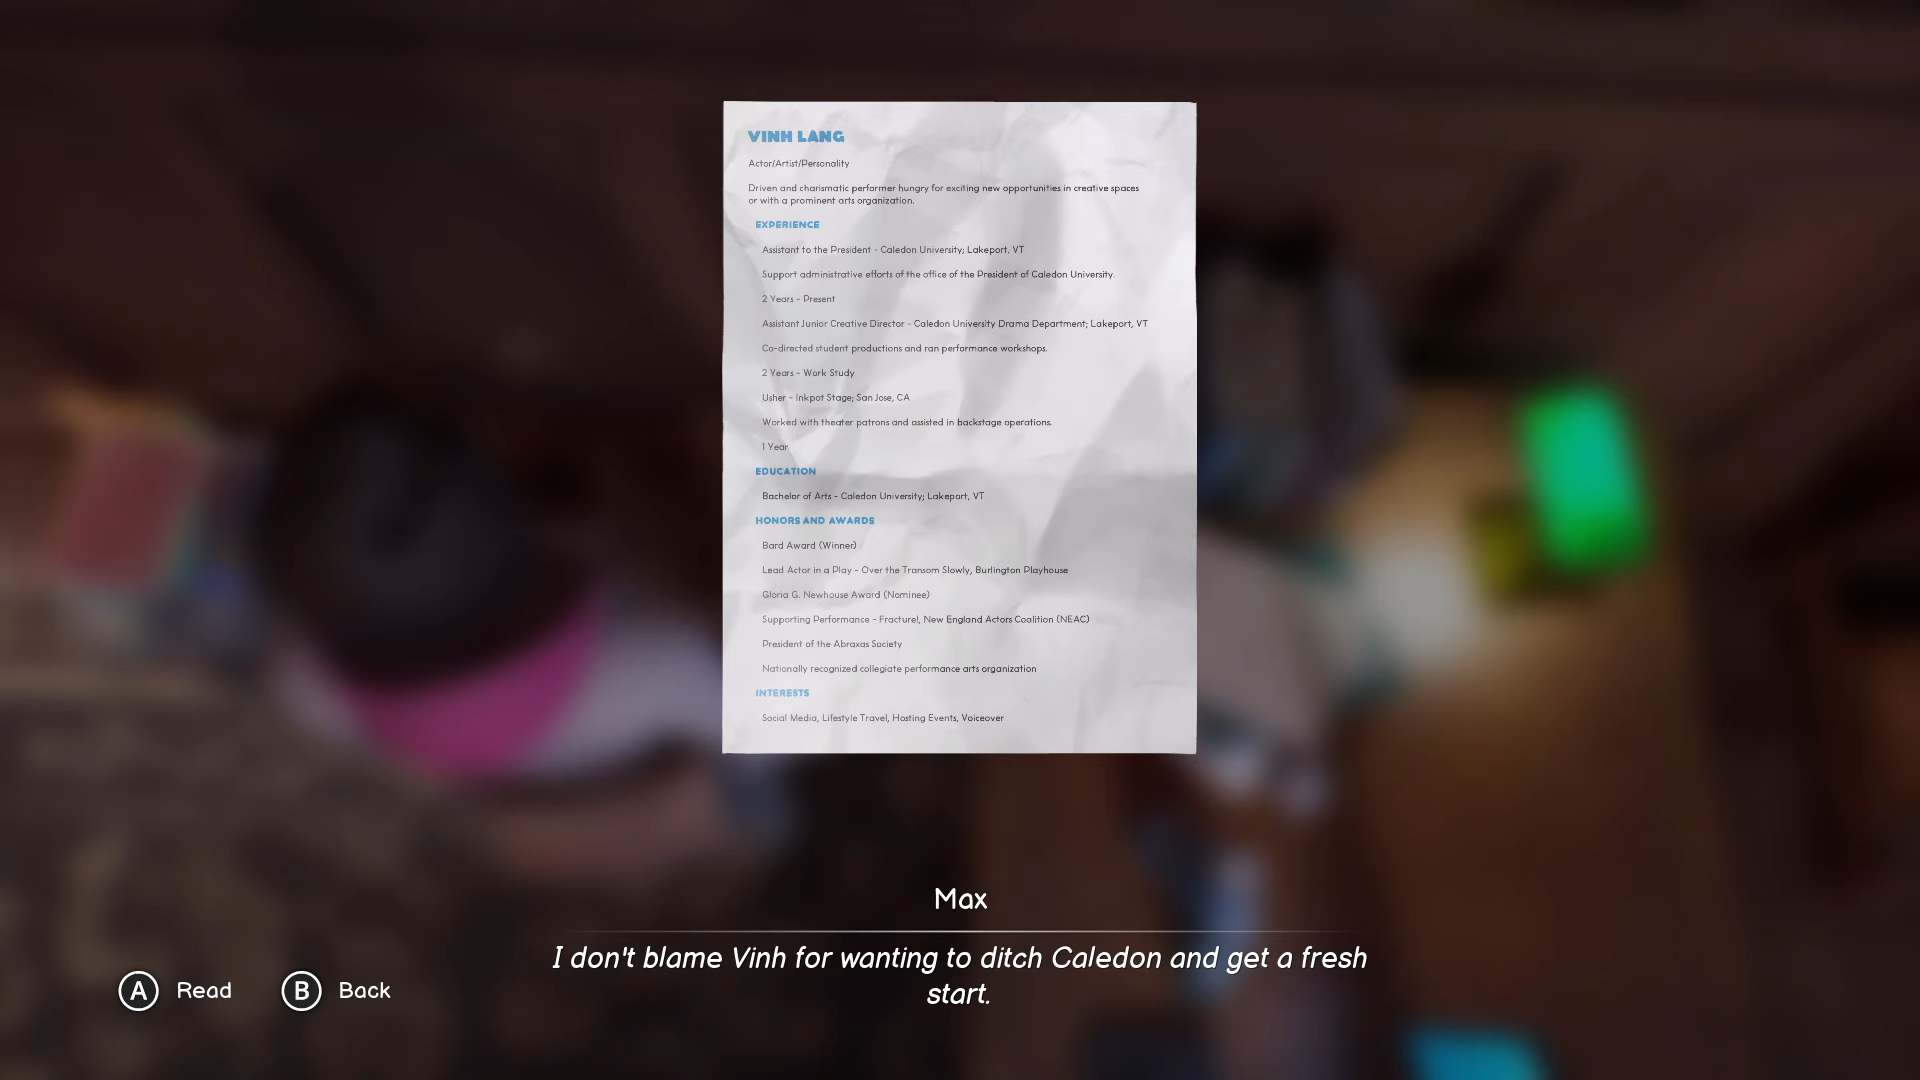 VINH LANG
Actor/Artist/Personality
Driven and charismatic performer hungry for exciting new opportunities in creative spaces
or with a prominent arts organization.
EXPERIENCE
Assistant to the President - Caledon University; Lakeport, VT
Support administrative efforts of the office of the President of Caledon University.
2 Years - Present
Assistant Junior Creative Director - Caledon University Drama Department; Lakeport, VT
Co-directed student productions and ran performance workshops.
2 Years - Work Study
Usher - Inkpot Stage; San Jose, CA
Worked with theater patrons and assisted in backstage operations.
1 Year
EDUCATION
Bachelor of Arts - Caledon University; Lakeport, VT
HONORS AND AWARDS
Bard Award (Winner)
Lead Actor in a Play - Over the Transom Slowly, Burlington Playhouse
Gloria G. Newhouse Award (Nominee)
Supporting Performance - Fracture!, New England Actors Coalition (NEAC)
President of the Abraxas Society
Nationally recognized collegiate performance arts organization
INTERESTS
Social Media, Lifestyle Travel, Hosting Events, Voiceover
Max
I don't blame Vinh for wanting to ditch Caledon and get a fresh
start.
A Read B Back